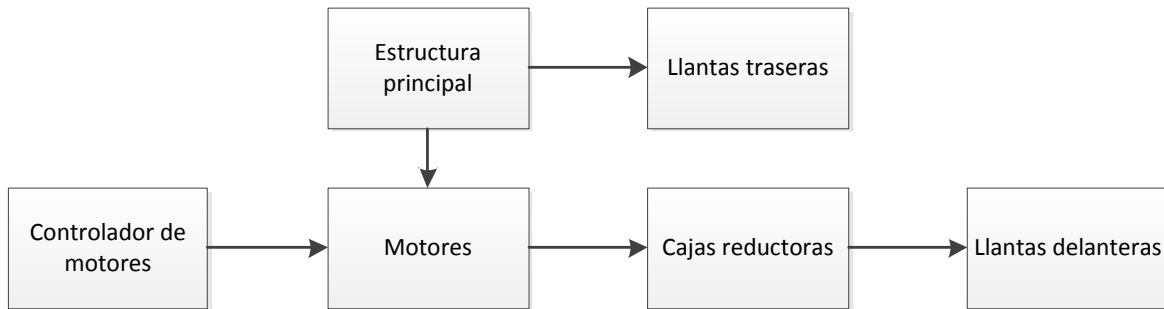 Estructura
principal
Llantas traseras
Controlador de
motores
Motores
Cajas reductoras
Llantas delanteras